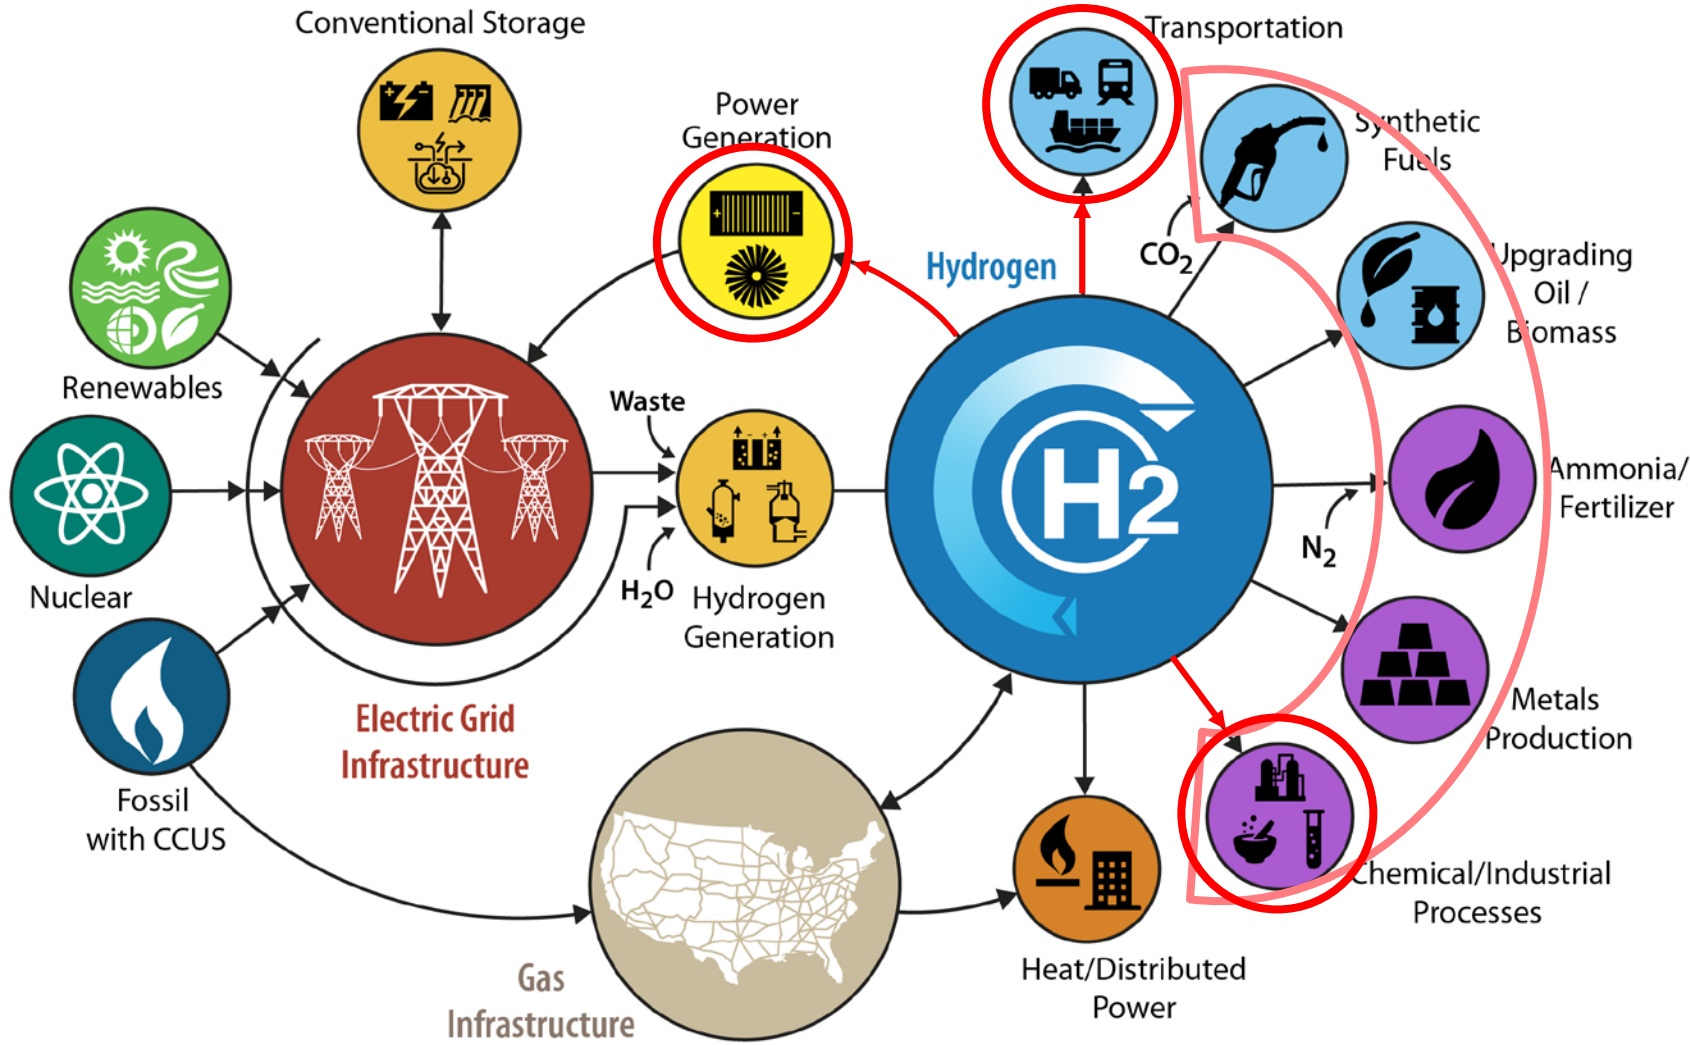 Conventional Storage
Transportation
Power
Generation
Synthetic
Fuels
Hydrogen
CO2
Upgrading
Oil /
Biomass
Renewables
Waste
H2
Ammonia/
Fertilizer
N2
Nuclear
H2O
Hydrogen
Generation
Electric Grid
Infrastructure
Metals
Production
Fossil
with CCUS
Chemical/Industrial
Processes
Heat/Distributed
Power
Gas
Infrastructure